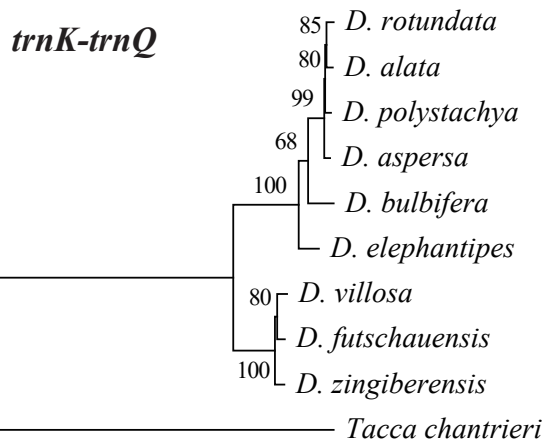 trnK-trnQ
85
D. rotundata
80
D. alata
99
D. polystachya
68
D. aspersa
100
D. bulbifera
D. elephantipes
80
D. villosa
D. futschauensis
100
D. zingiberensis
Tacca chantrieri